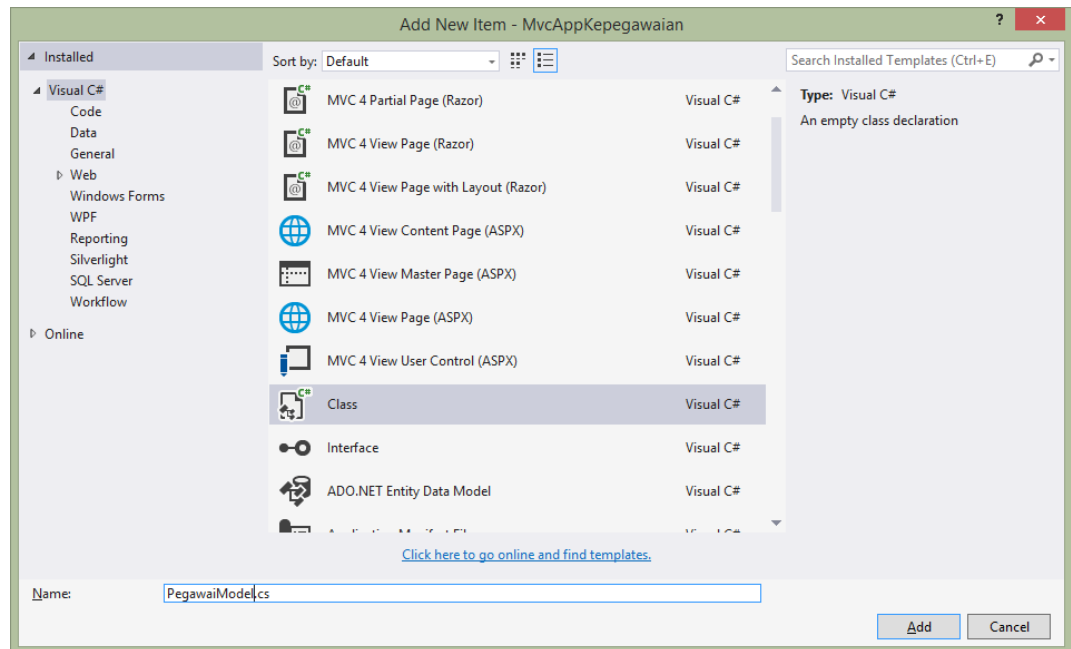 Add New Item - MvcAppKepegawaian
?
×
Installed
Sort by: Default
Search Installed Templates (Ctrl+E)
Visual C#
Code
Data
General
Web
Windows Forms
WPF
Reporting
Silverlight
SQL Server
Workflow
Online
MVC 4 Partial Page (Razor) Visual C#
MVC 4 View Page (Razor) Visual C#
MVC 4 View Page with Layout (Razor) Visual C#
MVC 4 View Content Page (ASPX) Visual C#
MVC 4 View Master Page (ASPX) Visual C#
MVC 4 View Page (ASPX) Visual C#
MVC 4 View User Control (ASPX) Visual C#
Class Visual C#
Interface Visual C#
ADO.NET Entity Data Model Visual C#
Type: Visual C#
An empty class declaration
Click here to go online and find templates.
Name: PegawaiModel.cs
Add Cancel